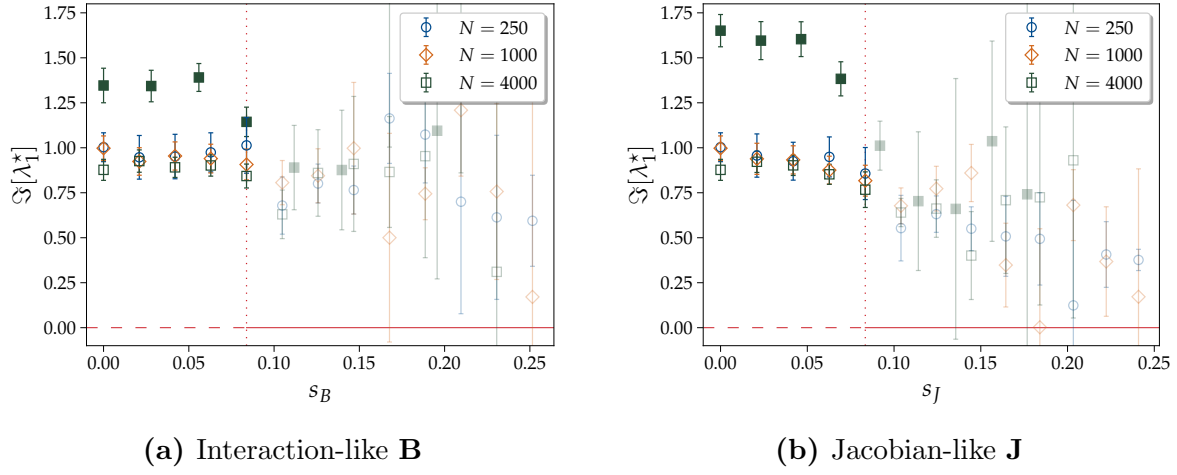 1.75
1.50
1.25
1.00
0.75
0.50
0.25
0.00
ℑ[λ₁⋆]
0.00 0.05 0.10 0.15 0.20 0.25
s_B
N = 250
N = 1000
N = 4000
(a) Interaction-like B
1.75
1.50
1.25
1.00
0.75
0.50
0.25
0.00
ℑ[λ₁⋆]
0.00 0.05 0.10 0.15 0.20 0.25
s_J
N = 250
N = 1000
N = 4000
(b) Jacobian-like J